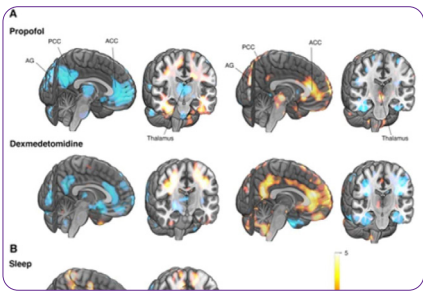 A
Propofol
PCC
ACC
AG
PCC
ACC
AG
Thalamus
Thalamus
Dexmedetomidine
B
Sleep
5